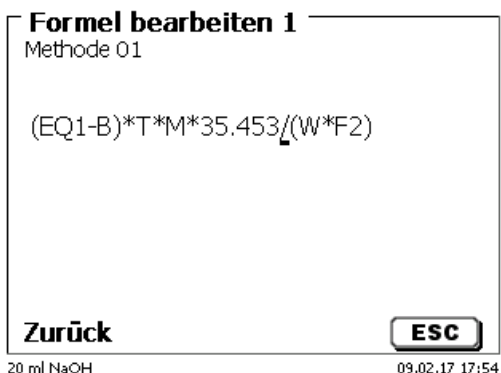 Formel bearbeiten 1
Methode 01
(EQ1-B)*T*M*35.453/(W*F2)
Zurück
ESC
20 ml NaOH
09.02.17 17:54